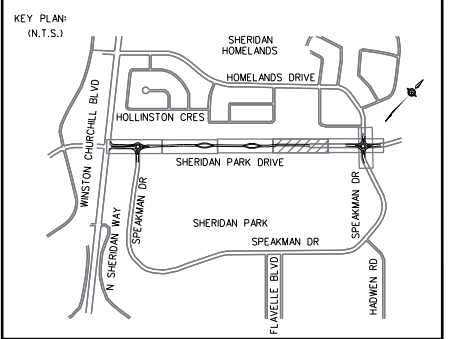 KEY PLAN:
(N.T.S.)
SHERIDAN
HOMELANDS
HOMELANDS DRIVE
WINSTON CHURCHILL BLVD
HOLLINSTON CRES
SHERIDAN PARK DRIVE
N SHERIDAN WAY
SPEAKMAN DR
SPEAKMAN DR
SHERIDAN PARK
SPEAKMAN DR
FLAVELLE BLVD
HADWEN RD